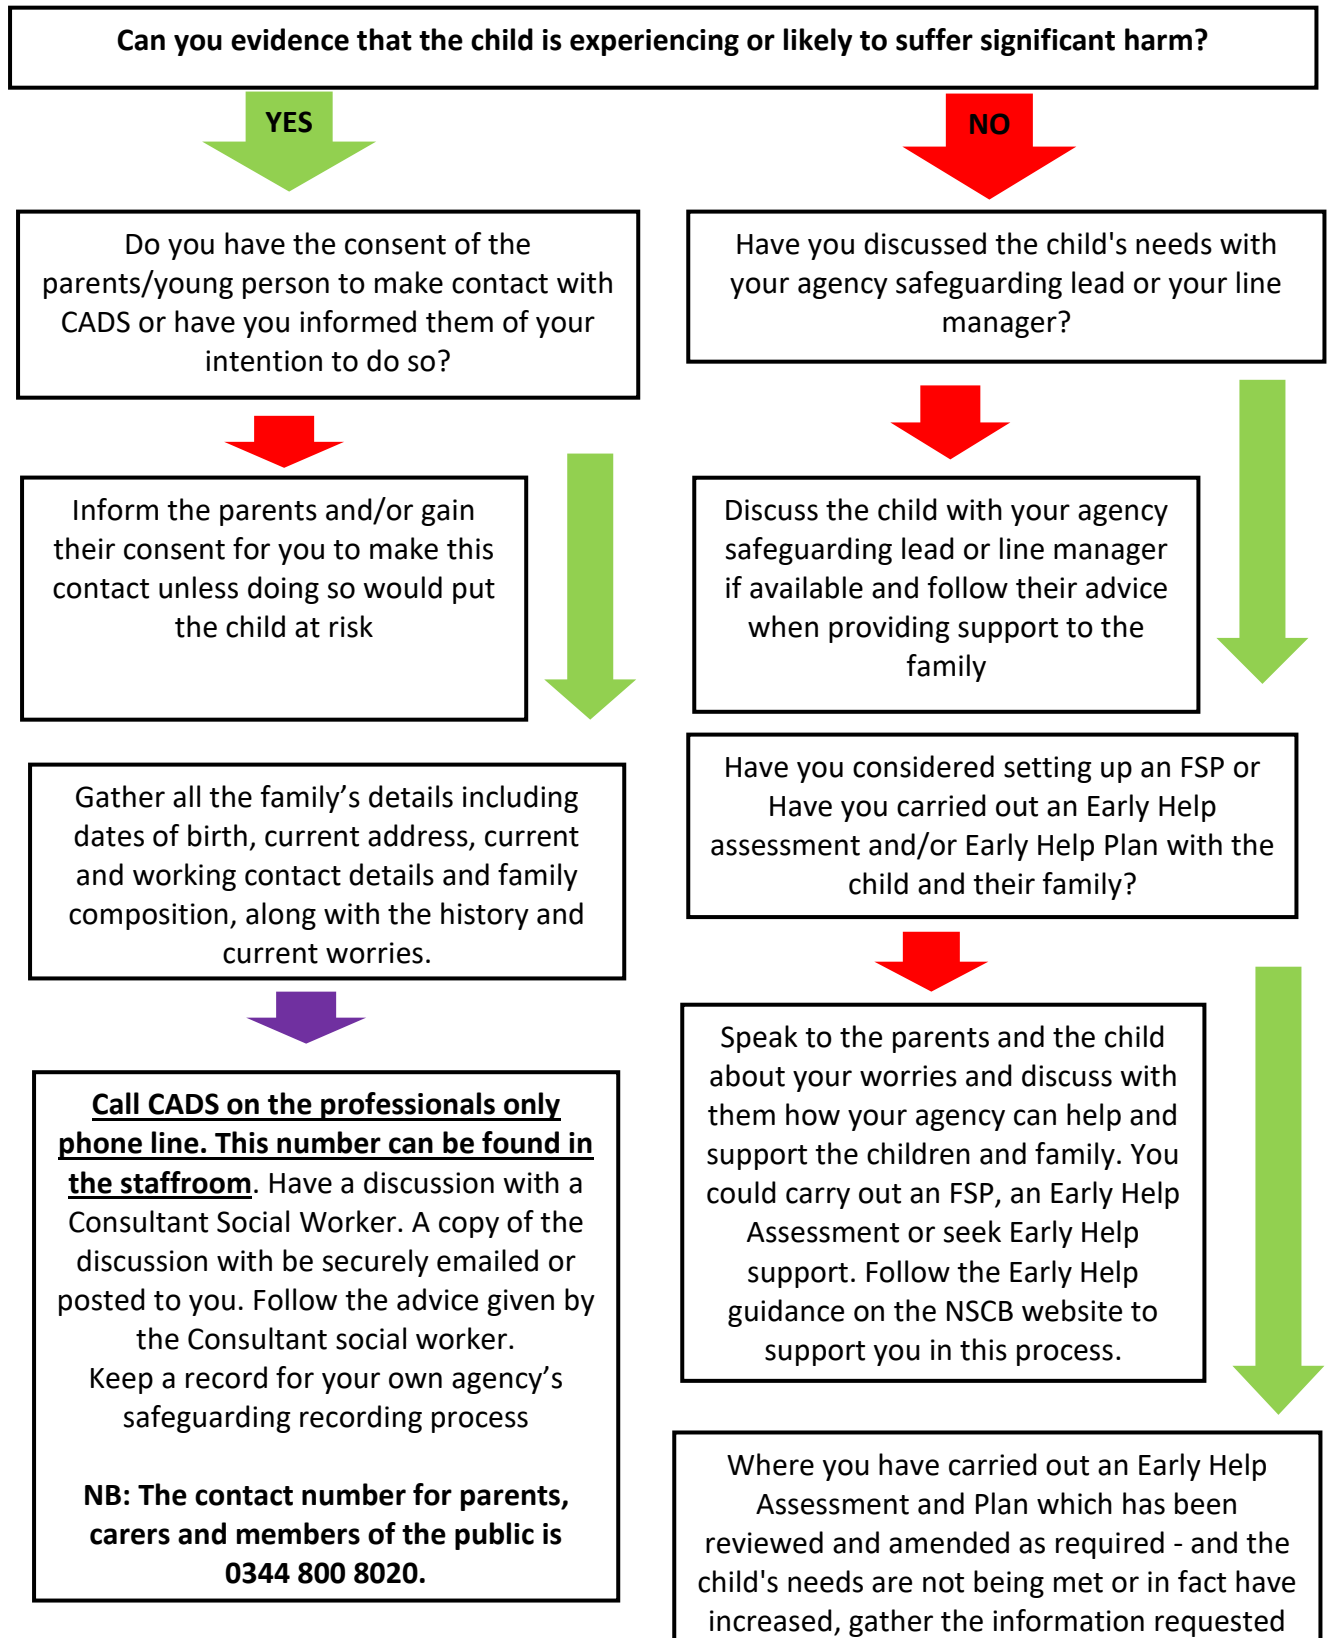 Can you evidence that the child is experiencing or likely to suffer significant harm?
YES
NO
Do you have the consent of the
parents/young person to make contact with
CADS or have you informed them of your
intention to do so?
Inform the parents and/or gain
their consent for you to make this
contact unless doing so would put
the child at risk
Gather all the family’s details including
dates of birth, current address, current
and working contact details and family
composition, along with the history and
current worries.
Call CADS on the professionals only
phone line. This number can be found in
the staffroom. Have a discussion with a
Consultant Social Worker. A copy of the
discussion with be securely emailed or
posted to you. Follow the advice given by
the Consultant social worker.
Keep a record for your own agency’s
safeguarding recording process
NB: The contact number for parents,
carers and members of the public is
0344 800 8020.
Have you discussed the child's needs with
your agency safeguarding lead or your line
manager?
Discuss the child with your agency
safeguarding lead or line manager
if available and follow their advice
when providing support to the
family
Have you considered setting up an FSP or
Have you carried out an Early Help
assessment and/or Early Help Plan with the
child and their family?
Speak to the parents and the child
about your worries and discuss with
them how your agency can help and
support the children and family. You
could carry out an FSP, an Early Help
Assessment or seek Early Help
support. Follow the Early Help
guidance on the NSCB website to
support you in this process.
Where you have carried out an Early Help
Assessment and Plan which has been
reviewed and amended as required - and the
child's needs are not being met or in fact have
increased, gather the information requested